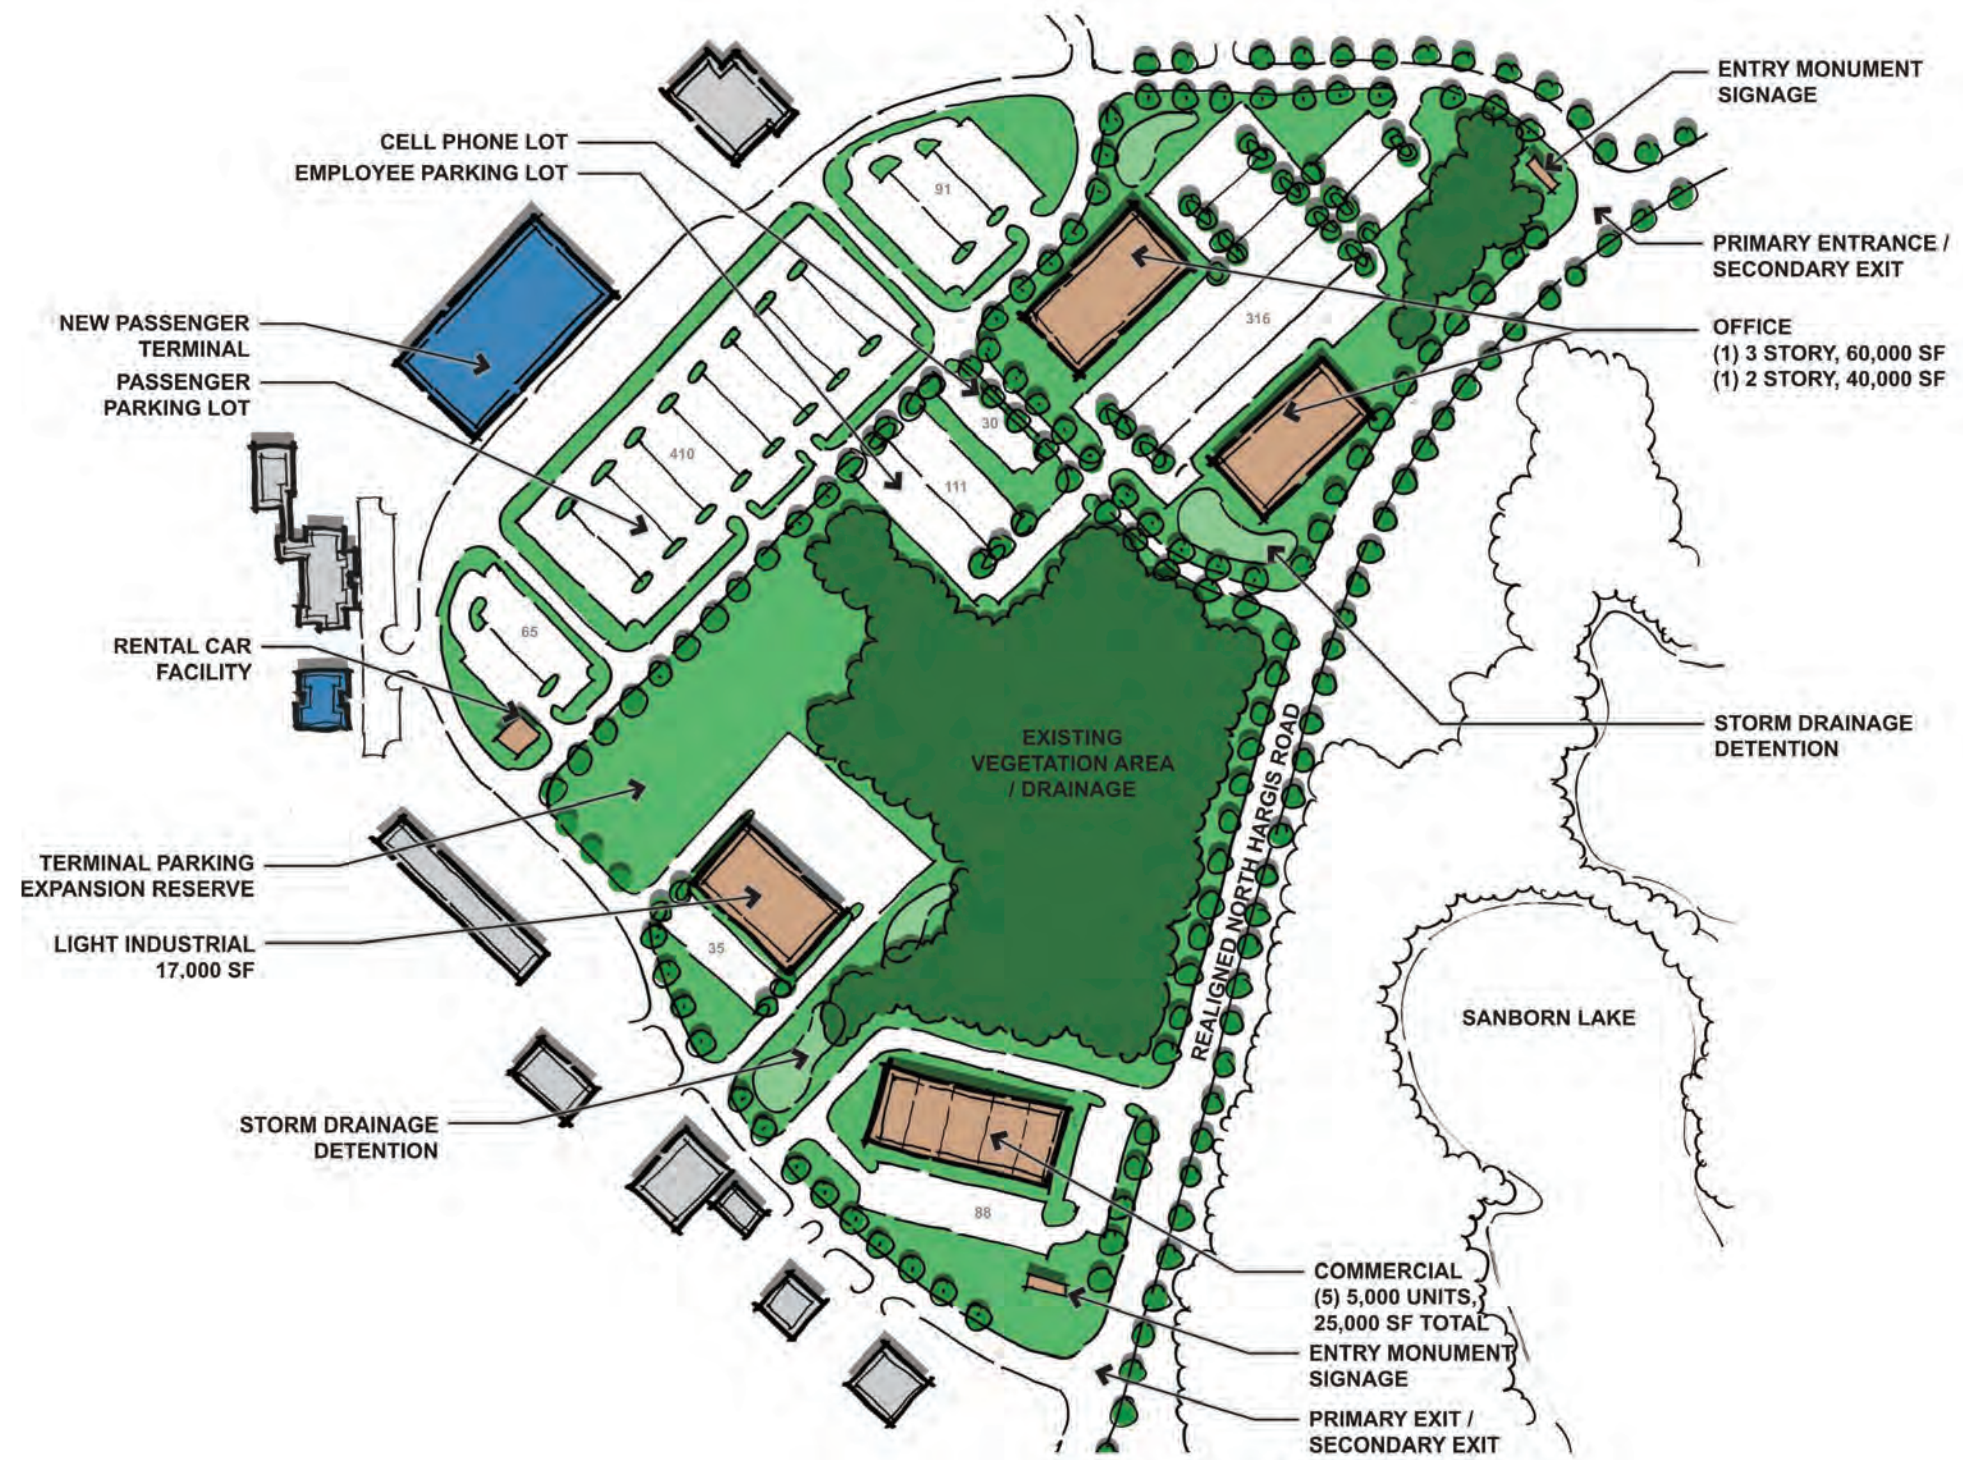 ENTRY MONUMENT
SIGNAGE
CELL PHONE LOT
EMPLOYEE PARKING LOT
91
PRIMARY ENTRANCE /
SECONDARY EXIT
NEW PASSENGER
TERMINAL
316
OFFICE
(1) 3 STORY, 60,000 SF
(1) 2 STORY, 40,000 SF
PASSENGER
PARKING LOT
30
410
111
65
RENTAL CAR
FACILITY
STORM DRAINAGE
DETENTION
EXISTING
VEGETATION AREA
/ DRAINAGE
REALIGNED NORTH HARGIS ROAD
TERMINAL PARKING
EXPANSION RESERVE
LIGHT INDUSTRIAL
17,000 SF
35
SANBORN LAKE
STORM DRAINAGE
DETENTION
88
COMMERCIAL
(5) 5,000 UNITS,
25,000 SF TOTAL
ENTRY MONUMENT
SIGNAGE
PRIMARY EXIT /
SECONDARY EXIT